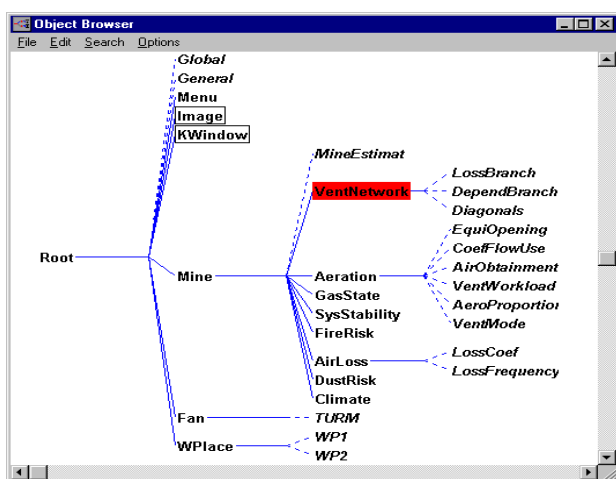 Object Browser
File Edit Search Options
Global
General
Menu
Image
KWindow
MineEstimat
VentNetwork
LossBranch
DependBranch
Diagonals
EquiOpening
CoefFlowUse
Root
Mine
Aeration
AirObtainment
VentWorkload
AeroProportion
VentMode
GasState
SysStability
FireRisk
AirLoss
LossCoef
LossFrequency
DustRisk
Climate
Fan
TURM
WPlace
WP1
WP2